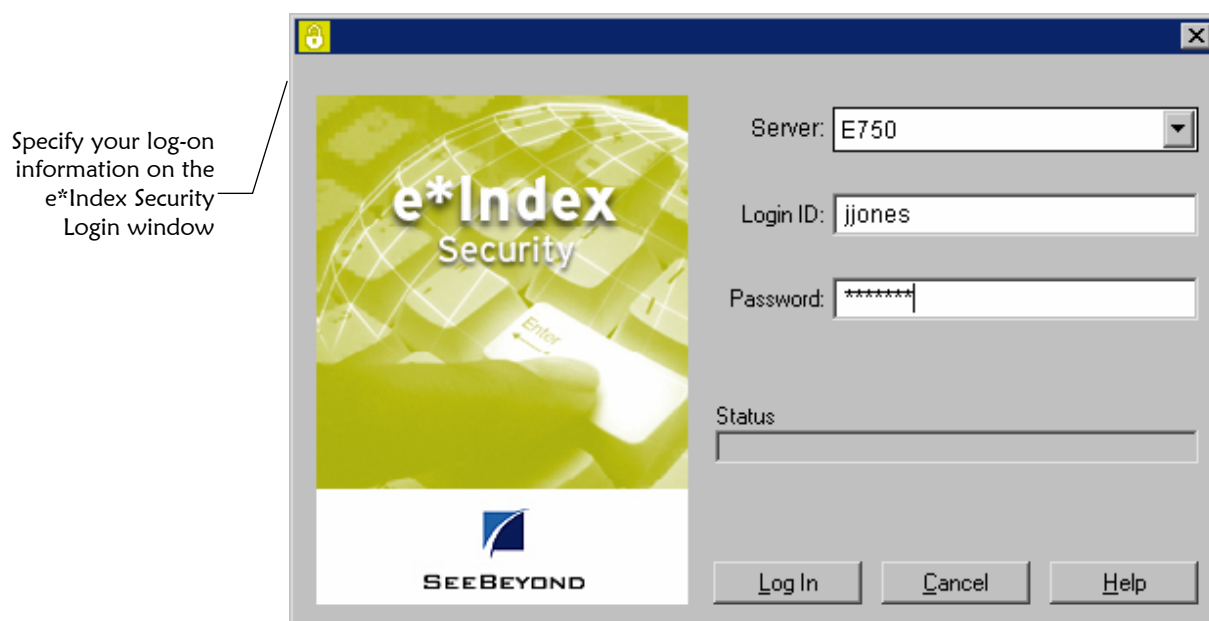 Specify your log-on
information on the
e*Index Security
Login window
e*Index
Security
Enter
SEEBEYOND
Server: E750
Login ID: jjones
Password: *******
Status
Log In Cancel Help